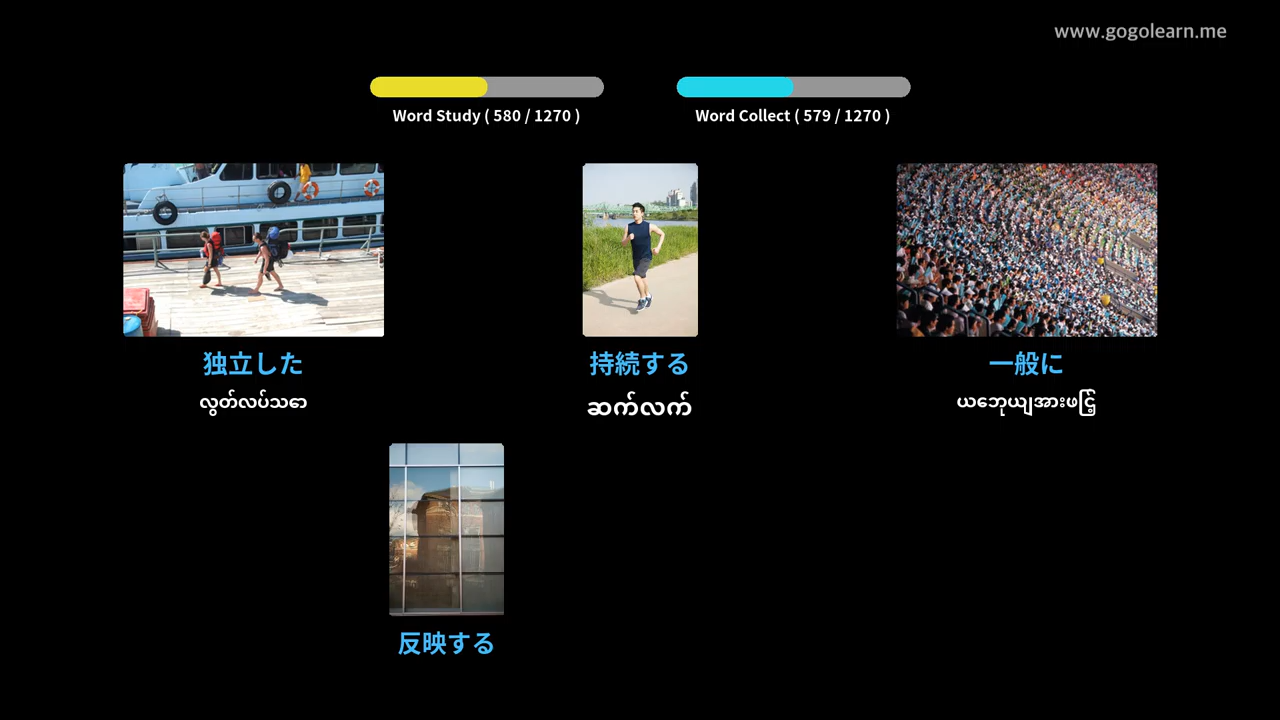 www.gogolearn.me
Word Study ( 580 / 1270 )
Word Collect ( 579 / 1270 )
独立した
持続する
一般に
လွတ်လပ်သော
ဆက်လက်
ယဘေုယျအားဖြင့်
反映する